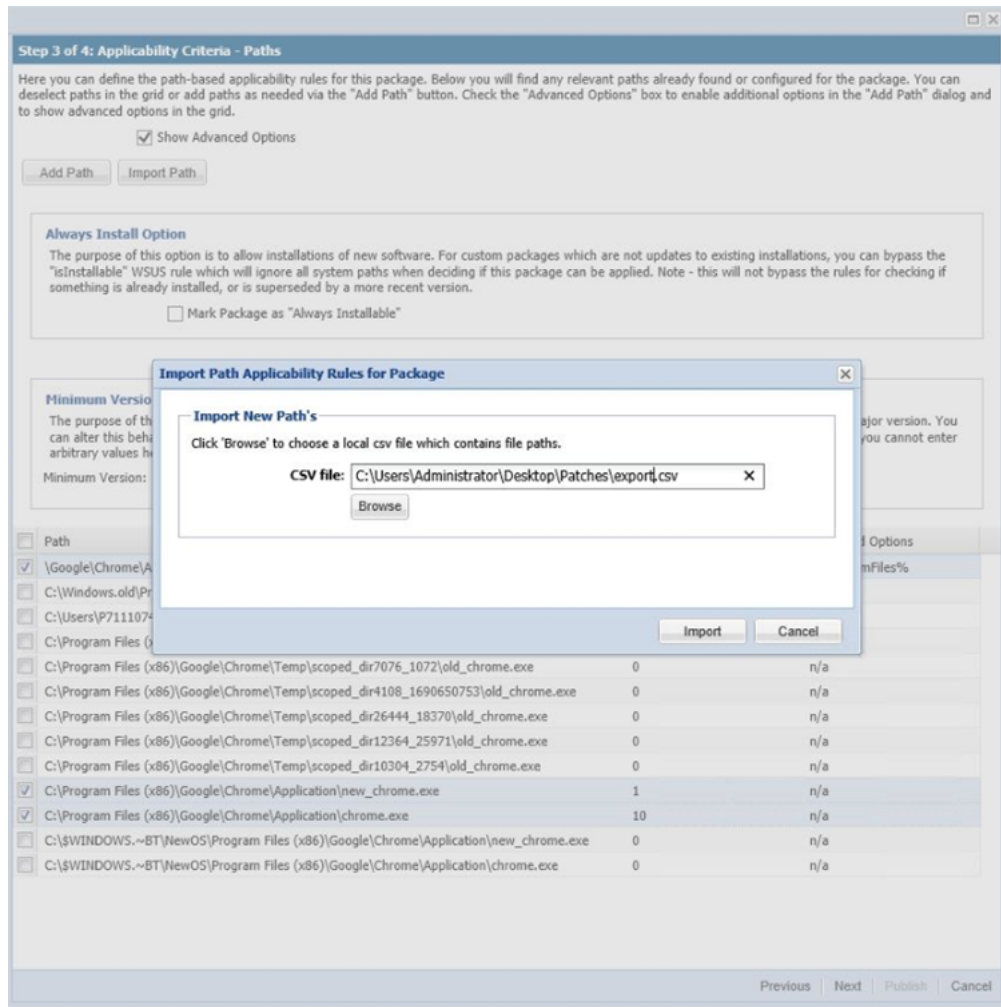 Step 3 of 4: Applicability Criteria - Paths
Here you can define the path-based applicability rules for this package. Below you will find any relevant paths already found or configured for the package. You can
deselect paths in the grid or add paths as needed via the "Add Path" button. Check the "Advanced Options" box to enable additional options in the "Add Path" dialog and
to show advanced options in the grid.
Show Advanced Options
Add Path Import Path
Always Install Option
The purpose of this option is to allow installations of new software. For custom packages which are not updates to existing installations, you can bypass the
"isInstallable" WSUS rule which will ignore all system paths when deciding if this package can be applied. Note - this will not bypass the rules for checking if
something is already installed, or is superseded by a more recent version.
Mark Package as "Always Installable"
Import Path Applicability Rules for Package
Minimum Versio
Import New Path's
The purpose of th ajor version. You
Click 'Browse' to choose a local csv file which contains file paths.
can alter this beha you cannot enter
arbitrary values he
Minimum Version:
CSV file: C:\Users\Administrator\Desktop\Patches\export.csv
Browse
Path d Options
\Google\Chrome\A mFiles%
C:\Windows.old\Pr
C:\Users\P7111074
C:\Program Files (x
Import Cancel
C:\Program Files (x86)\Google\Chrome\Temp\scoped_dir7076_1072\old_chrome.exe 0 n/a
C:\Program Files (x86)\Google\Chrome\Temp\scoped_dir4108_1690650753\old_chrome.exe 0 n/a
C:\Program Files (x86)\Google\Chrome\Temp\scoped_dir26444_18370\old_chrome.exe 0 n/a
C:\Program Files (x86)\Google\Chrome\Temp\scoped_dir12364_25971\old_chrome.exe 0 n/a
C:\Program Files (x86)\Google\Chrome\Temp\scoped_dir10304_2754\old_chrome.exe 0 n/a
C:\Program Files (x86)\Google\Chrome\Application\new_chrome.exe 1 n/a
C:\Program Files (x86)\Google\Chrome\Application\chrome.exe 10 n/a
C:\$WINDOWS.~BT\NewOS\Program Files (x86)\Google\Chrome\Application\new_chrome.exe 0 n/a
C:\$WINDOWS.~BT\NewOS\Program Files (x86)\Google\Chrome\Application\chrome.exe 0 n/a
Previous Next Publish Cancel